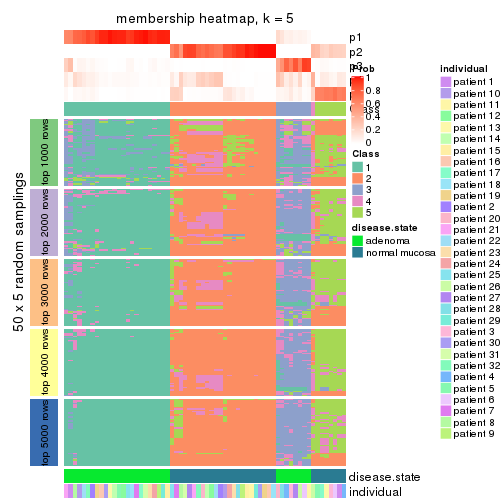 membership heatmap, k = 5
p1
p2
p3
Prob
1
0.8
0.6
0.4
0.2
0
Class
1
2
3
4
5
disease.state
adenoma
normal mucosa
individual
patient 1
patient 10
patient 11
patient 12
patient 13
patient 14
patient 15
patient 16
patient 17
patient 18
patient 19
patient 2
patient 20
patient 21
patient 22
patient 23
patient 24
patient 25
patient 26
patient 27
patient 28
patient 29
patient 3
patient 30
patient 31
patient 32
patient 4
patient 5
patient 6
patient 7
patient 8
patient 9
50 x 5 random samplings
top 1000 rows
top 2000 rows
top 3000 rows
top 4000 rows
top 5000 rows
disease.state
individual